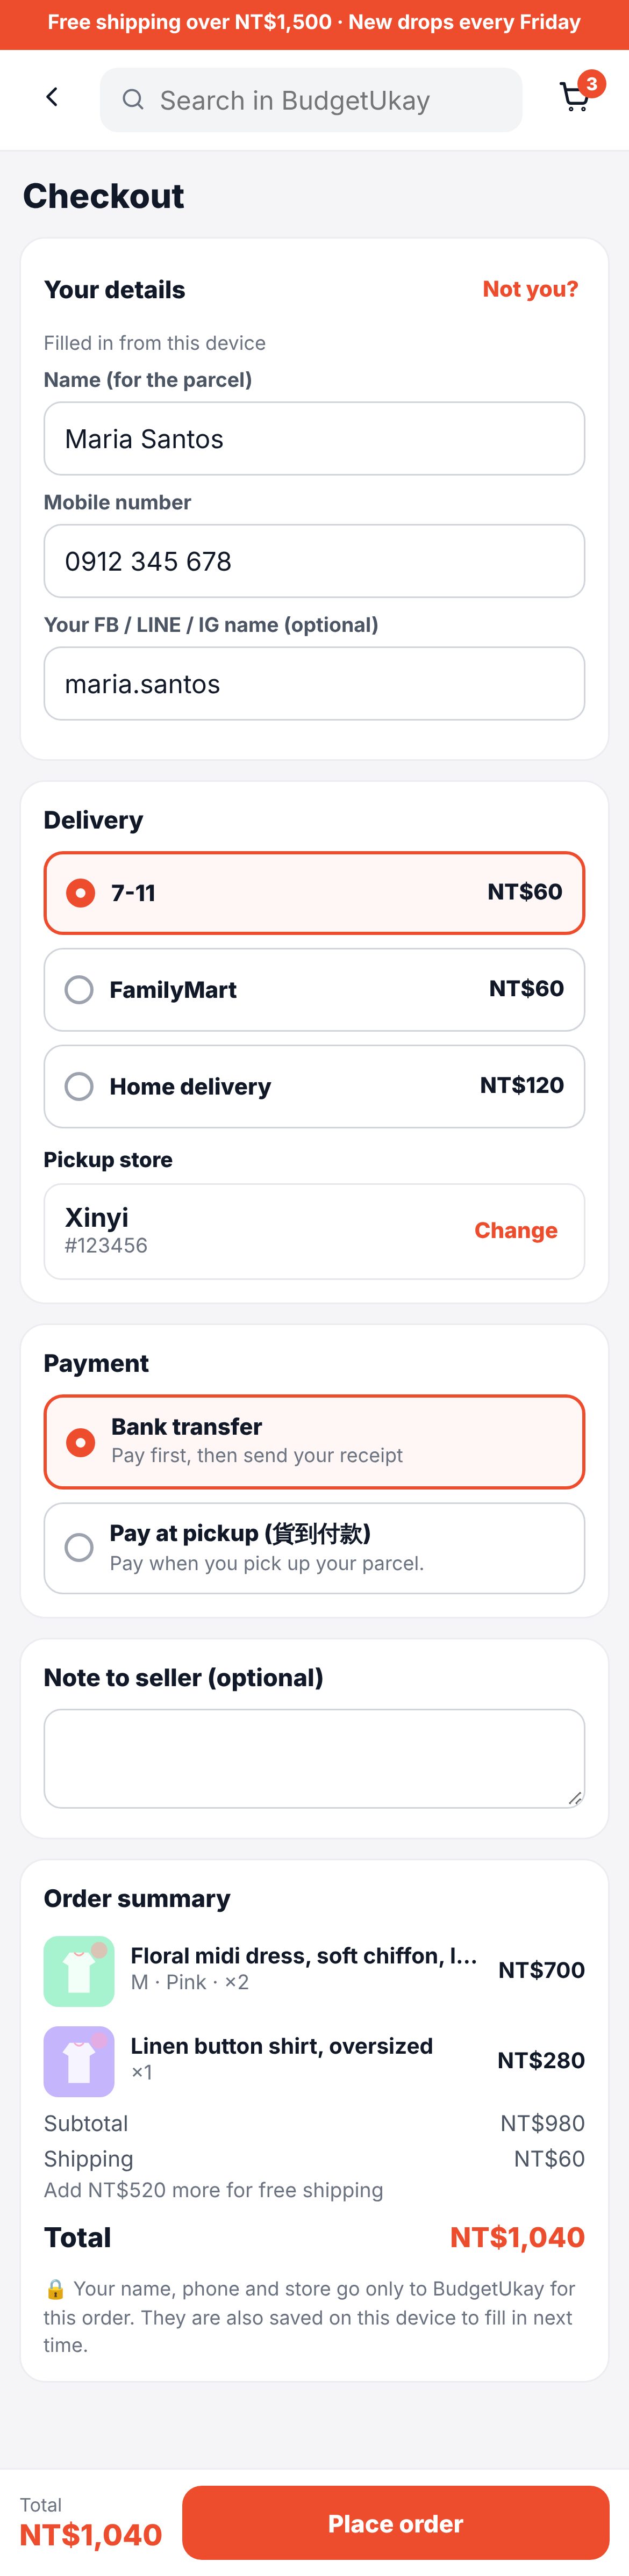 Free shipping over NT$1,500 · New drops every Friday
Search in BudgetUkay
3
Checkout
Your details
Not you?
Filled in from this device
Name (for the parcel)
Maria Santos
Mobile number
0912 345 678
Your FB / LINE / IG name (optional)
maria.santos
Delivery
7-11 NT$60
FamilyMart NT$60
Home delivery NT$120
Pickup store
Xinyi
#123456
Change
Payment
Bank transfer
Pay first, then send your receipt
Pay at pickup (貨到付款)
Pay when you pick up your parcel.
Note to seller (optional)
Order summary
Floral midi dress, soft chiffon, l... NT$700
M · Pink · ×2
Linen button shirt, oversized NT$280
×1
Subtotal NT$980
Shipping NT$60
Add NT$520 more for free shipping
Total NT$1,040
🔒 Your name, phone and store go only to BudgetUkay for
this order. They are also saved on this device to fill in next
time.
Total
NT$1,040
Place order